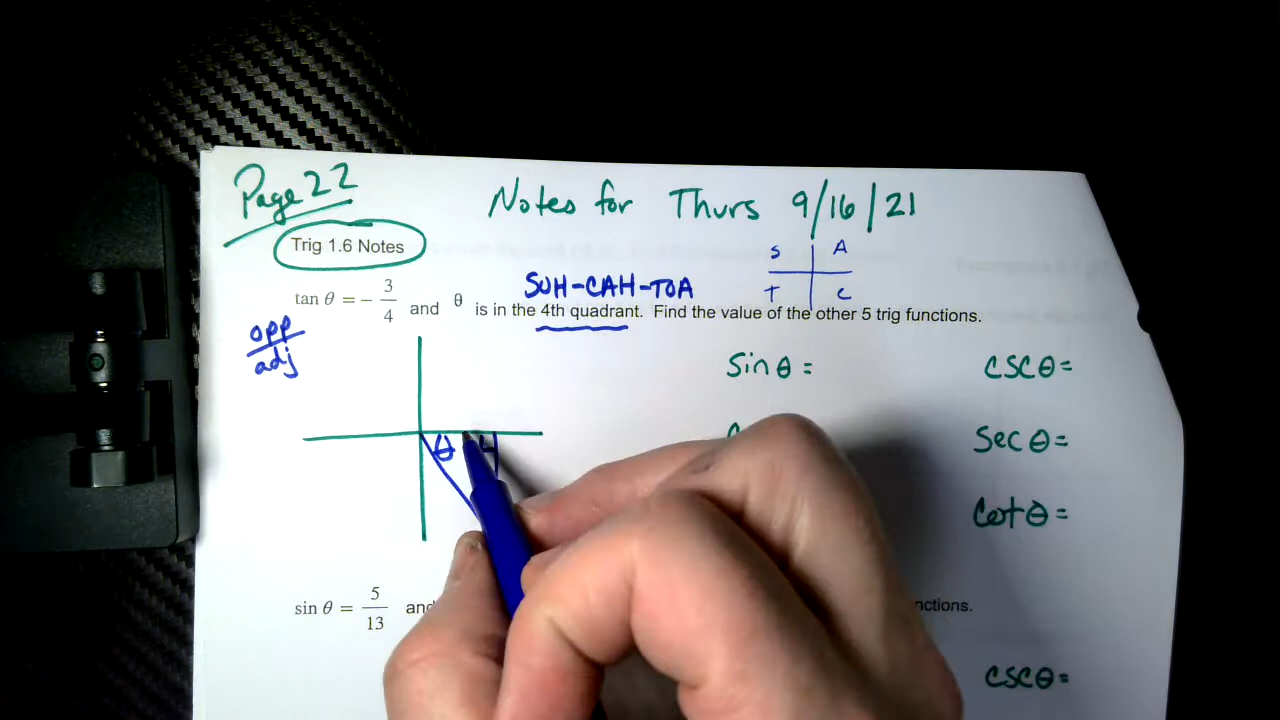 Page 22
Notes for Thurs 9/16/21
Trig 1.6 Notes
S A
T C
SOH-CAH-TOA
tan θ = - 3/4 and θ is in the 4th quadrant. Find the value of the other 5 trig functions.
opp/adj
sin θ =
csc θ =
θ
sec θ =
cot θ =
sin θ = 5/13
csc θ =